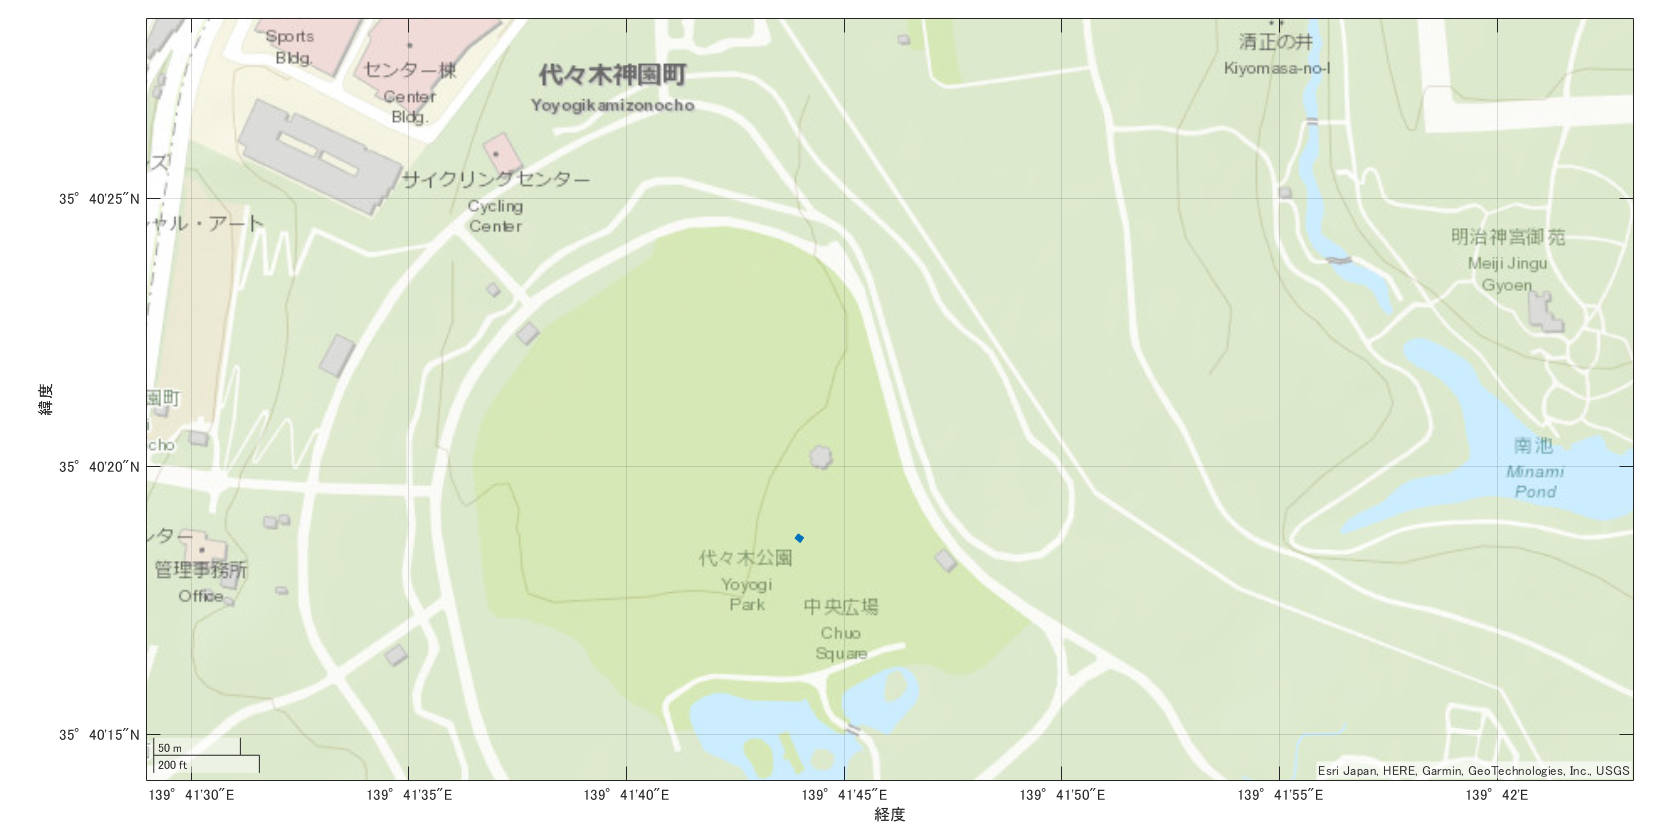 Sports
Bldg.
センター棟
Center
Bldg.
代々木神園町
Yoyogikamizonocho
清正の井
Kiyomasa-no-I
ズ
サイクリングセンター
Cycling
Center
ャル・アート
明治神宮御苑
Meiji Jingu
Gyoen
園町
cho
南池
Minami
Pond
ンター
管理事務所
Office
代々木公園
Yoyogi
Park
中央広場
Chuo
Square
35° 40'25"N
35° 40'20"N
35° 40'15"N
緯度
50 m
200 ft
Esri Japan, HERE, Garmin, GeoTechnologies, Inc., USGS
139° 41'30"E
139° 41'35"E
139° 41'40"E
139° 41'45"E
139° 41'50"E
139° 41'55"E
139° 42'E
経度